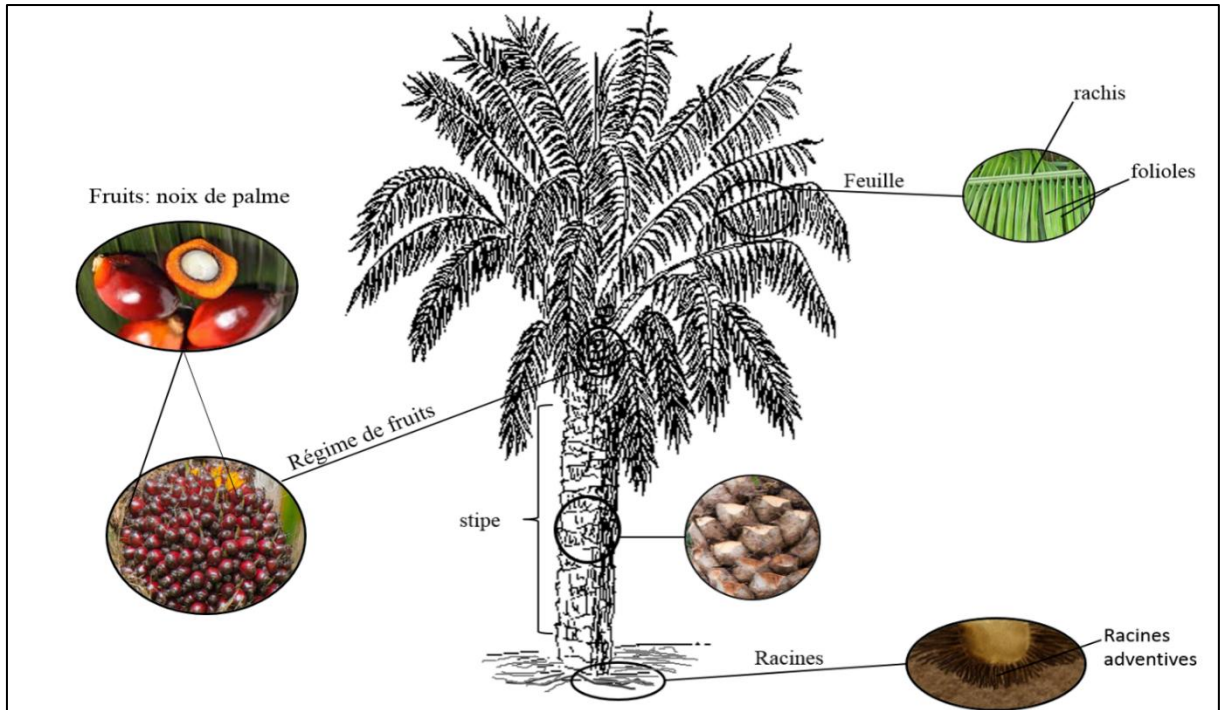 rachis
Feuille
folioles
Fruits: noix de palme
Régime de fruits
stipe
Racines
Racines
adventives